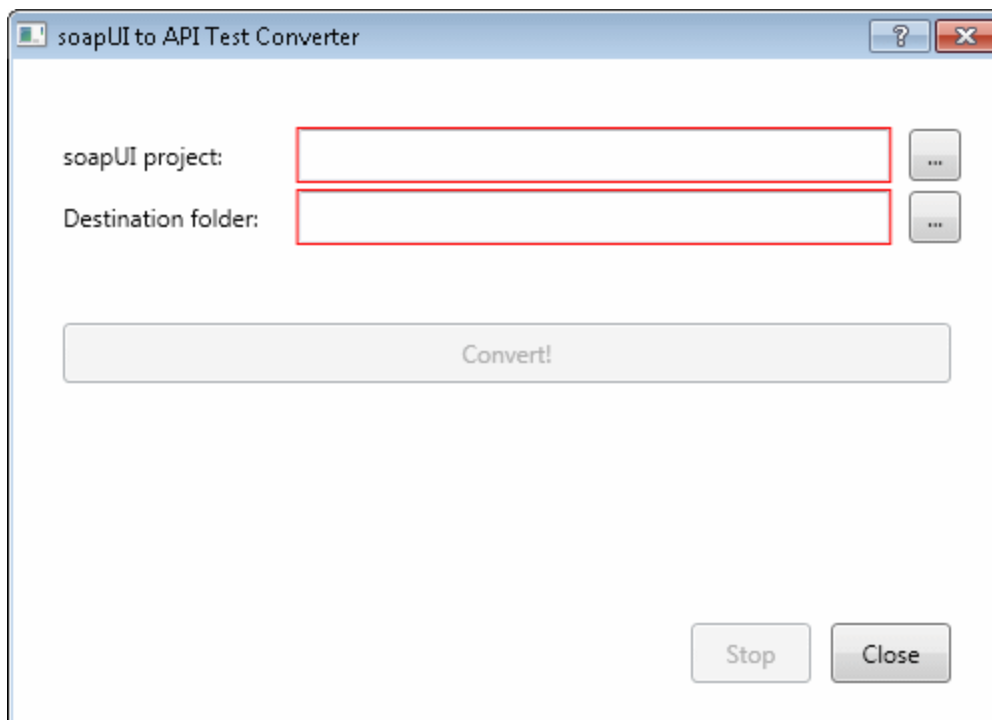 soapUI to API Test Converter
?
soapUI project:
...
Destination folder:
...
Convert!
Stop
Close